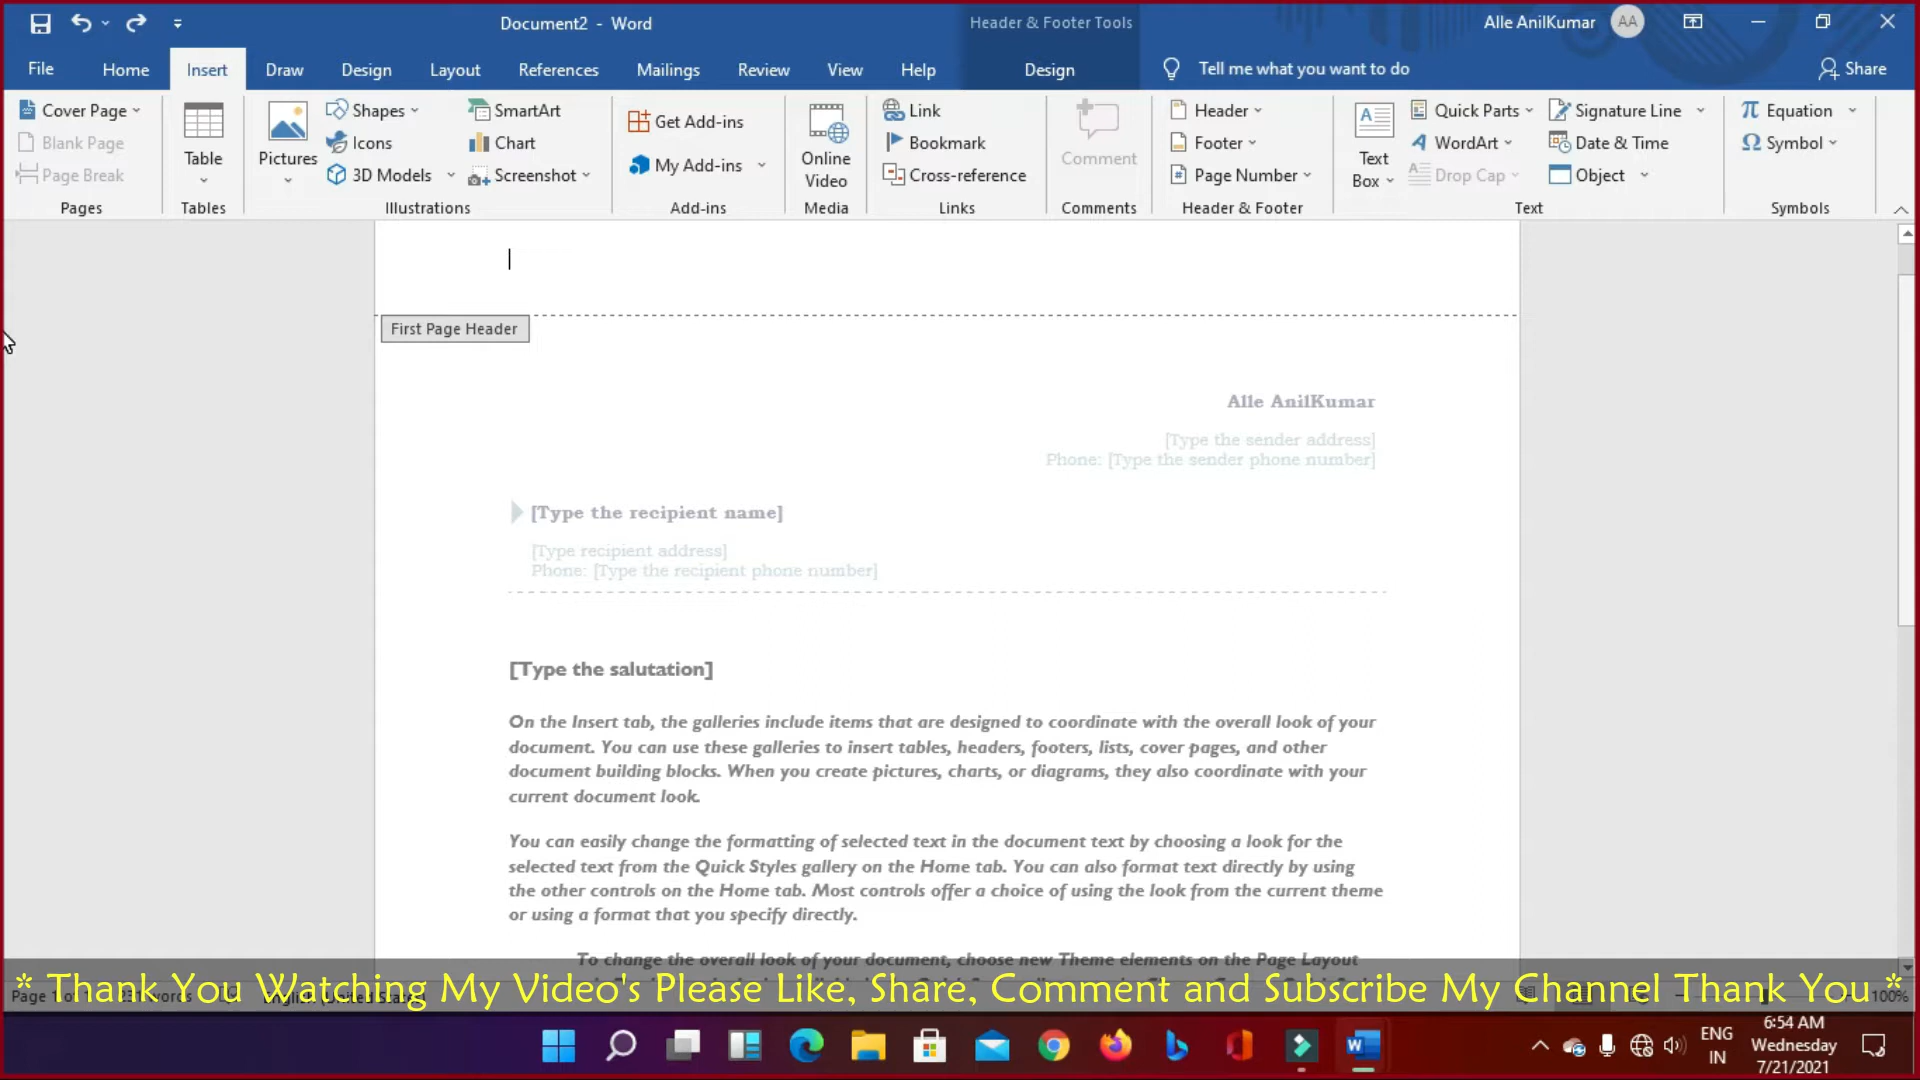 Document2 - Word
Header & Footer Tools
Alle AnilKumar
AA
File
Home
Insert
Draw
Design
Layout
References
Mailings
Review
View
Help
Design
Tell me what you want to do
Share
Cover Page
Blank Page
Page Break
Pages
Table
Tables
Pictures
Shapes
Icons
3D Models
SmartArt
Chart
Screenshot
Illustrations
Get Add-ins
My Add-ins
Add-ins
Online
Video
Media
Link
Bookmark
Cross-reference
Links
Comment
Comments
Header
Footer
Page Number
Header & Footer
Text
Box
Quick Parts
WordArt
Drop Cap
Signature Line
Date & Time
Object
Text
Equation
Symbol
Symbols
First Page Header
Alle AnilKumar
[Type the sender address]
Phone: [Type the sender phone number]
[Type the recipient name]
[Type recipient address]
Phone: [Type the recipient phone number]
[Type the salutation]
On the Insert tab, the galleries include items that are designed to coordinate with the overall look of your
document. You can use these galleries to insert tables, headers, footers, lists, cover pages, and other
document building blocks. When you create pictures, charts, or diagrams, they also coordinate with your
current document look.
You can easily change the formatting of selected text in the document text by choosing a look for the
selected text from the Quick Styles gallery on the Home tab. You can also format text directly by using
the other controls on the Home tab. Most controls offer a choice of using the look from the current theme
or using a format that you specify directly.
To change the overall look of your document, choose new Theme elements on the Page Layout
* Thank You Watching My Video's Please Like, Share, Comment and Subscribe My Channel Thank You *
100%
ENG
IN
6:54 AM
Wednesday
7/21/2021